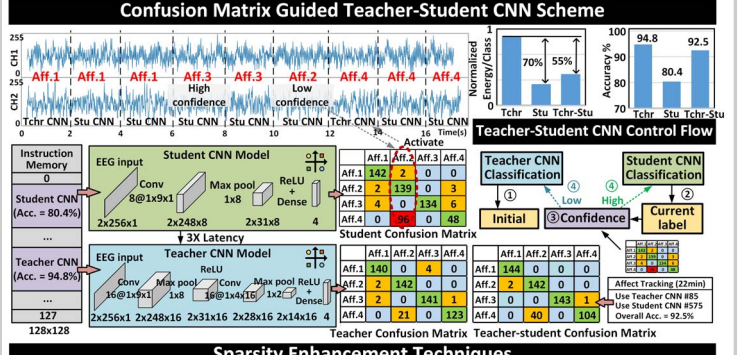 Confusion Matrix Guided Teacher-Student CNN Scheme
255
CH1
0
Aff.1 Aff.1 Aff.1 Aff.3 Aff.3 Aff.2 Aff.4 Aff.4 Aff.4
255
CH2
0
High confidence
Low confidence
Tchr CNN Stu CNN Stu CNN Stu CNN Stu CNN Stu CNN Tchr CNN Stu CNN Stu CNN
0 2 4 6 8 10 12 14 16 Time(s)
Activate
Normalized Energy/Class
1
0
70%
55%
Tchr Stu Tchr-Stu
Accuracy %
100
90
80
70
94.8
80.4
92.5
Tchr Stu Tchr-Stu
Instruction Memory
0
Student CNN
(Acc. = 80.4%)
...
Teacher CNN
(Acc. = 94.8%)
...
127
128x128
Student CNN Model
EEG input
Conv
8@1x9x1
Max pool
1x8
ReLU
+
Dense
2x256x1 2x248x8 2x31x8 4
3X Latency
Teacher CNN Model
EEG input
Conv
16@1x9x1
ReLU
Max pool
1x8
Conv
16@1x4x16
Max pool
1x2
ReLU
+
Dense
2x256x1 2x248x16 2x31x16 2x28x16 2x14x16 4
Aff.1 Aff.2 Aff.3 Aff.4
Aff.1 142 2 0 0
Aff.2 2 139 0 3
Aff.3 4 0 134 6
Aff.4 0 96 0 48
Student Confusion Matrix
Aff.1 Aff.2 Aff.3 Aff.4
Aff.1 140 0 4 0
Aff.2 2 142 0 0
Aff.3 2 0 141 1
Aff.4 0 21 0 123
Teacher Confusion Matrix
Aff.1 Aff.2 Aff.3 Aff.4
Aff.1 144 0 0 0
Aff.2 2 142 0 0
Aff.3 0 0 143 1
Aff.4 0 40 0 104
Teacher-student Confusion Matrix
Teacher-Student CNN Control Flow
Teacher CNN Classification
Student CNN Classification
①
④
Low
④
High
②
Initial
③ Confidence
Current label
Affect Tracking (22min)
Use Teacher CNN #85
Use Student CNN #575
Overall Acc. = 92.5%
Sparsity Enhancement Techniques